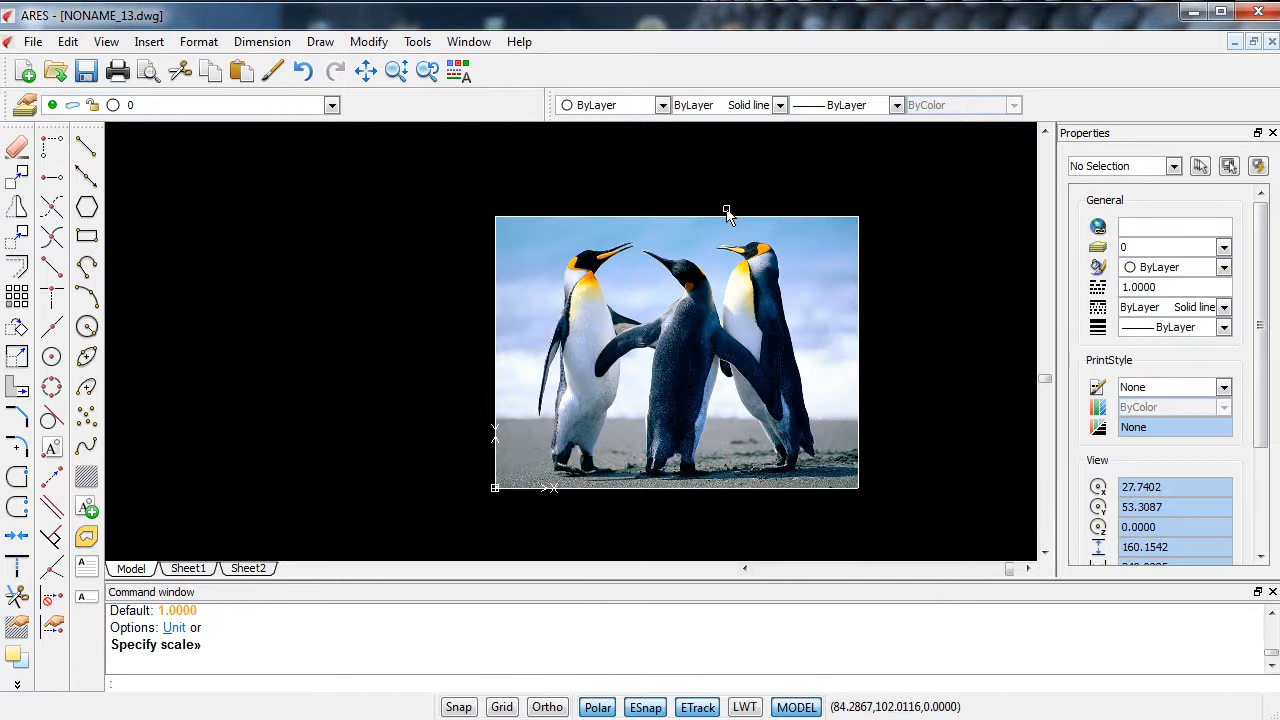 ARES - [NONAME_13.dwg]
File Edit View Insert Format Dimension Draw Modify Tools Window Help
0 ByLayer ByLayer Solid line ByLayer ByColor
Properties
No Selection
General
0
ByLayer
1.0000
ByLayer Solid line
ByLayer
PrintStyle
None
ByColor
None
View
27.7402
53.3087
0.0000
160.1542
Y
X
Model Sheet1 Sheet2
Command window
Default: 1.0000
Options: Unit or
Specify scale»
:
Snap Grid Ortho Polar ESnap ETrack LWT MODEL (84.2867,102.0116,0.0000)